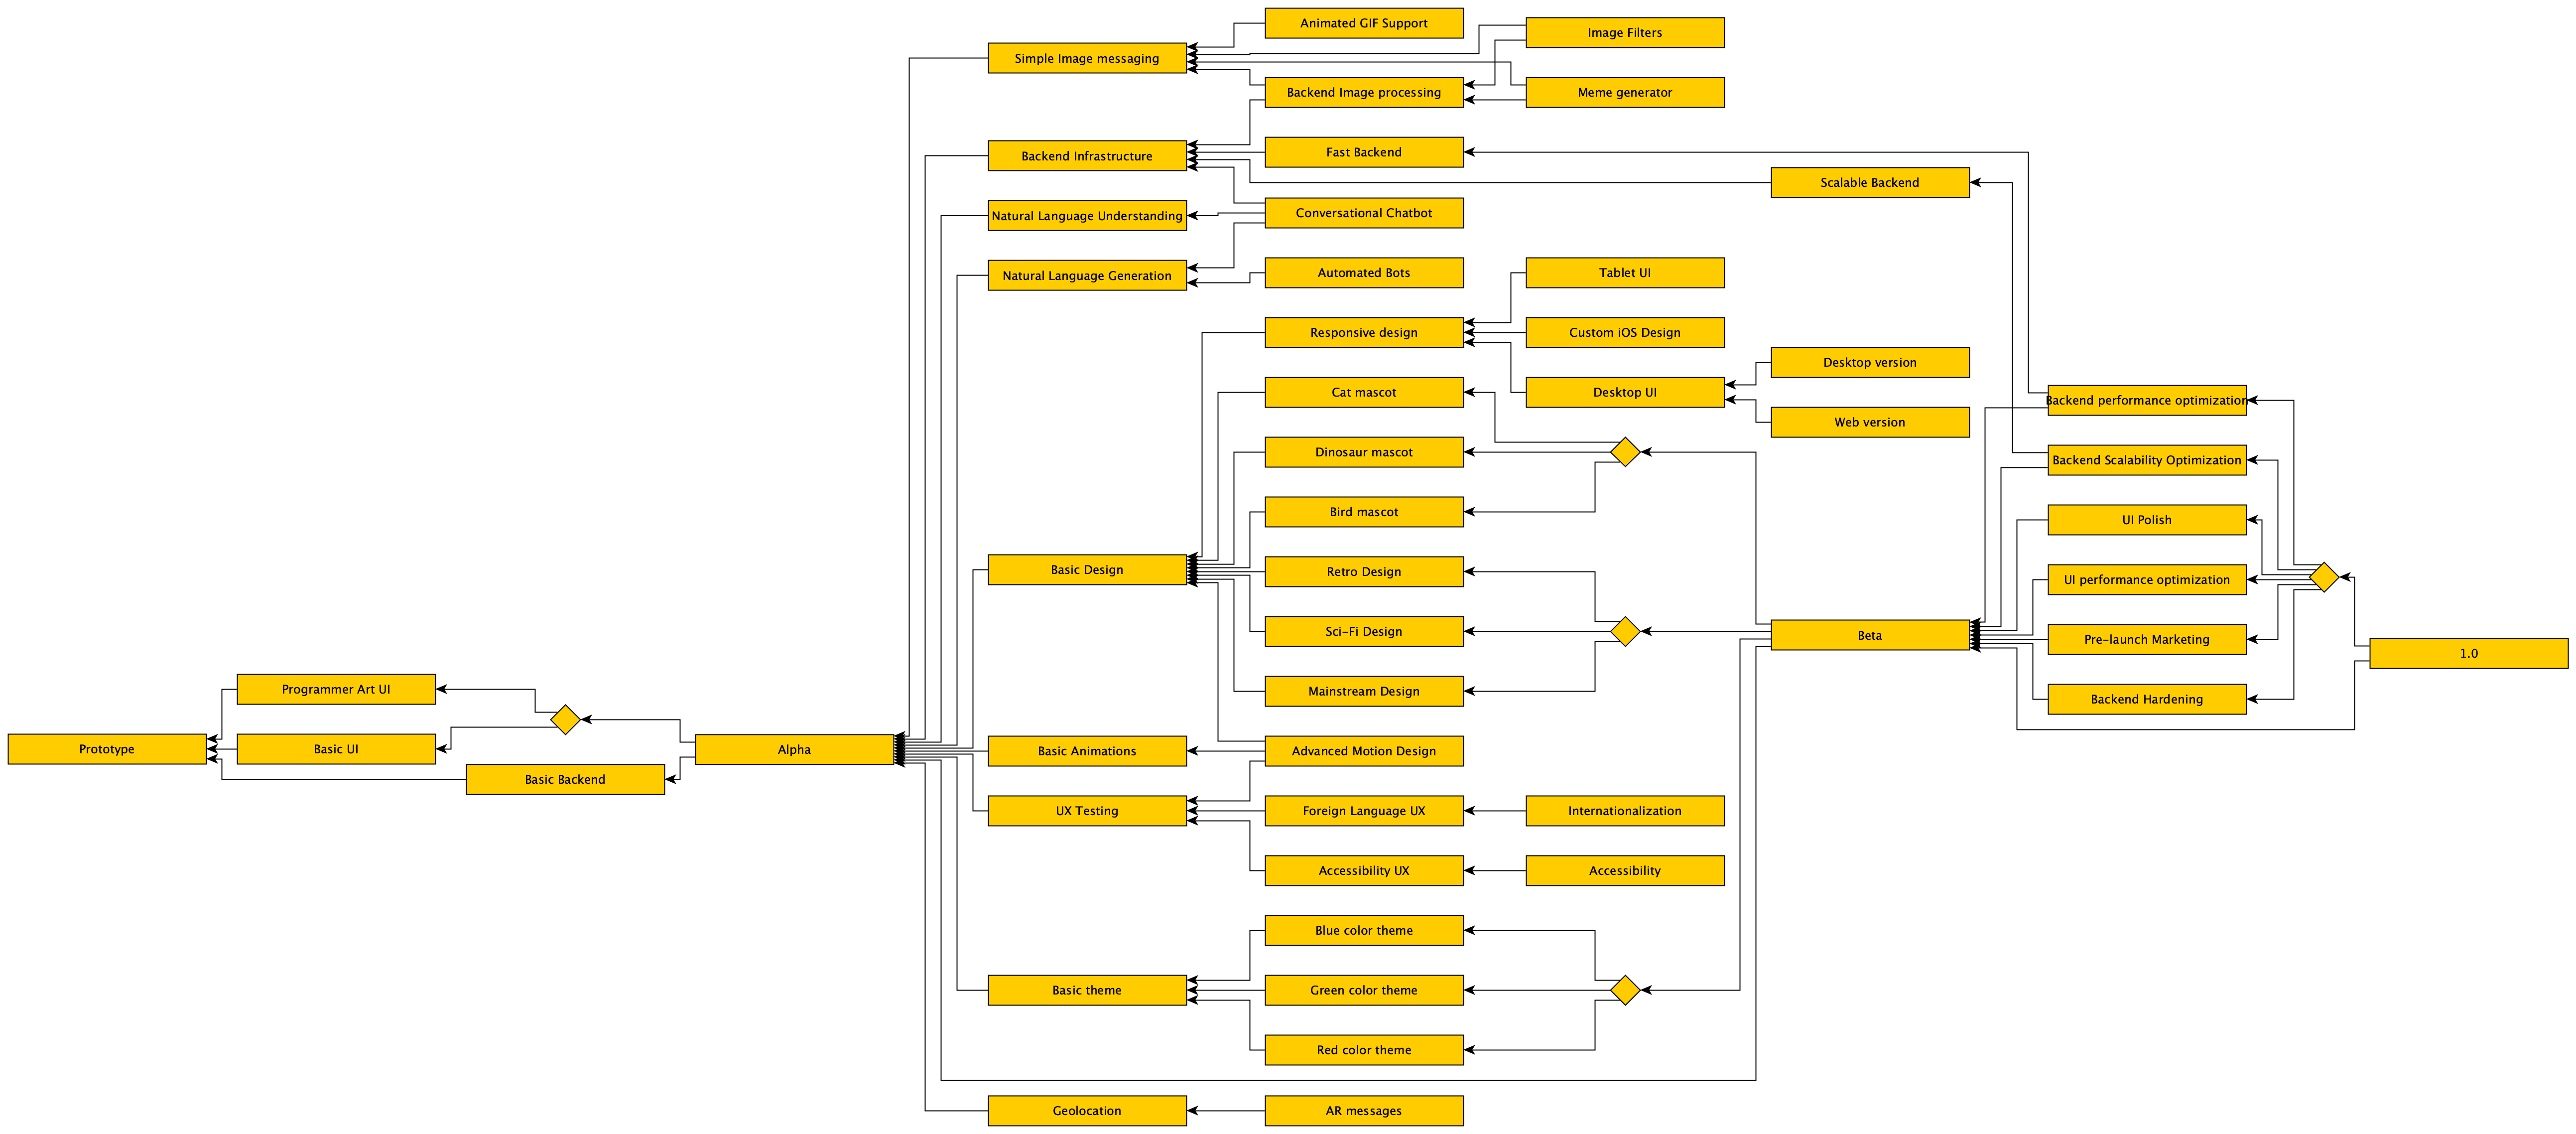 Animated GIF Support
Image Filters
Simple Image messaging
Backend Image processing
Meme generator
Fast Backend
Backend Infrastructure
Scalable Backend
Natural Language Understanding
Conversational Chatbot
Natural Language Generation
Automated Bots
Tablet UI
Responsive design
Custom iOS Design
Desktop version
Cat mascot
Desktop UI
Backend performance optimization
Web version
Dinosaur mascot
Backend Scalability Optimization
Bird mascot
UI Polish
Basic Design
Retro Design
UI performance optimization
Sci-Fi Design
Beta
Pre-launch Marketing
1.0
Programmer Art UI
Mainstream Design
Backend Hardening
Prototype
Basic UI
Alpha
Basic Animations
Advanced Motion Design
Basic Backend
UX Testing
Foreign Language UX
Internationalization
Accessibility UX
Accessibility
Blue color theme
Basic theme
Green color theme
Red color theme
Geolocation
AR messages